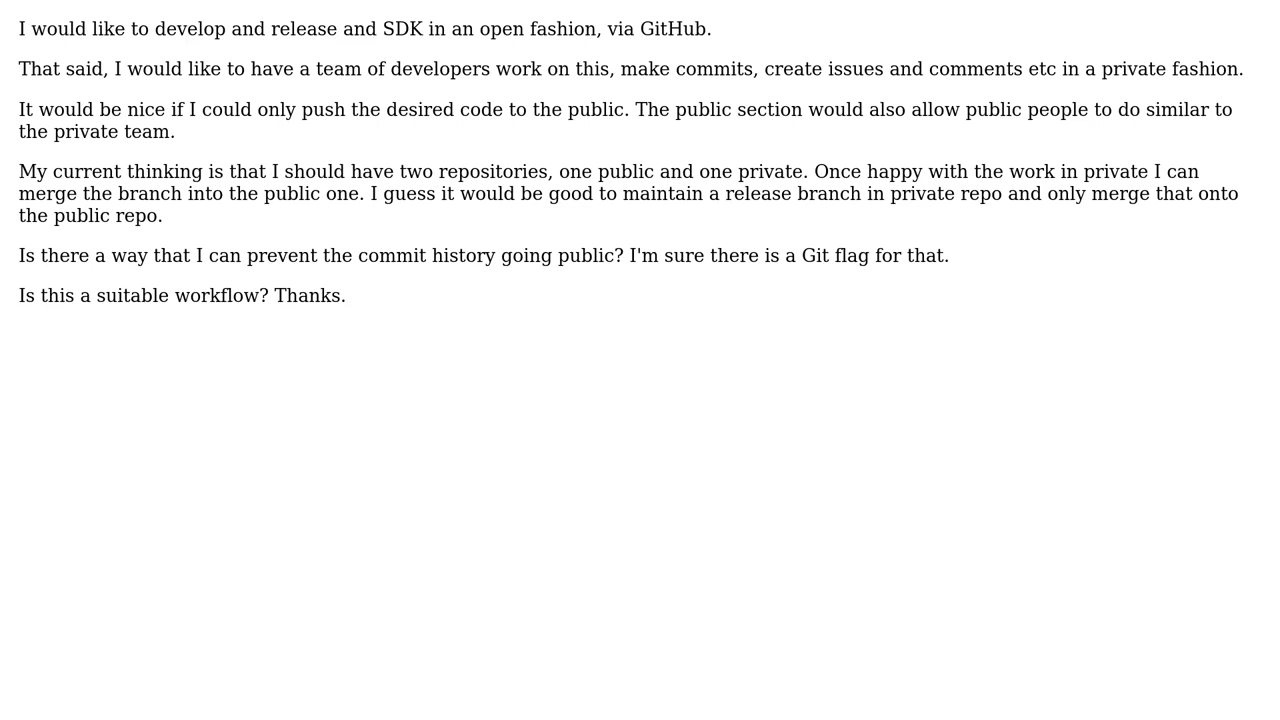 I would like to develop and release and SDK in an open fashion, via GitHub.
That said, I would like to have a team of developers work on this, make commits, create issues and comments etc in a private fashion.
It would be nice if I could only push the desired code to the public. The public section would also allow public people to do similar to
the private team.
My current thinking is that I should have two repositories, one public and one private. Once happy with the work in private I can
merge the branch into the public one. I guess it would be good to maintain a release branch in private repo and only merge that onto
the public repo.
Is there a way that I can prevent the commit history going public? I'm sure there is a Git flag for that.
Is this a suitable workflow? Thanks.